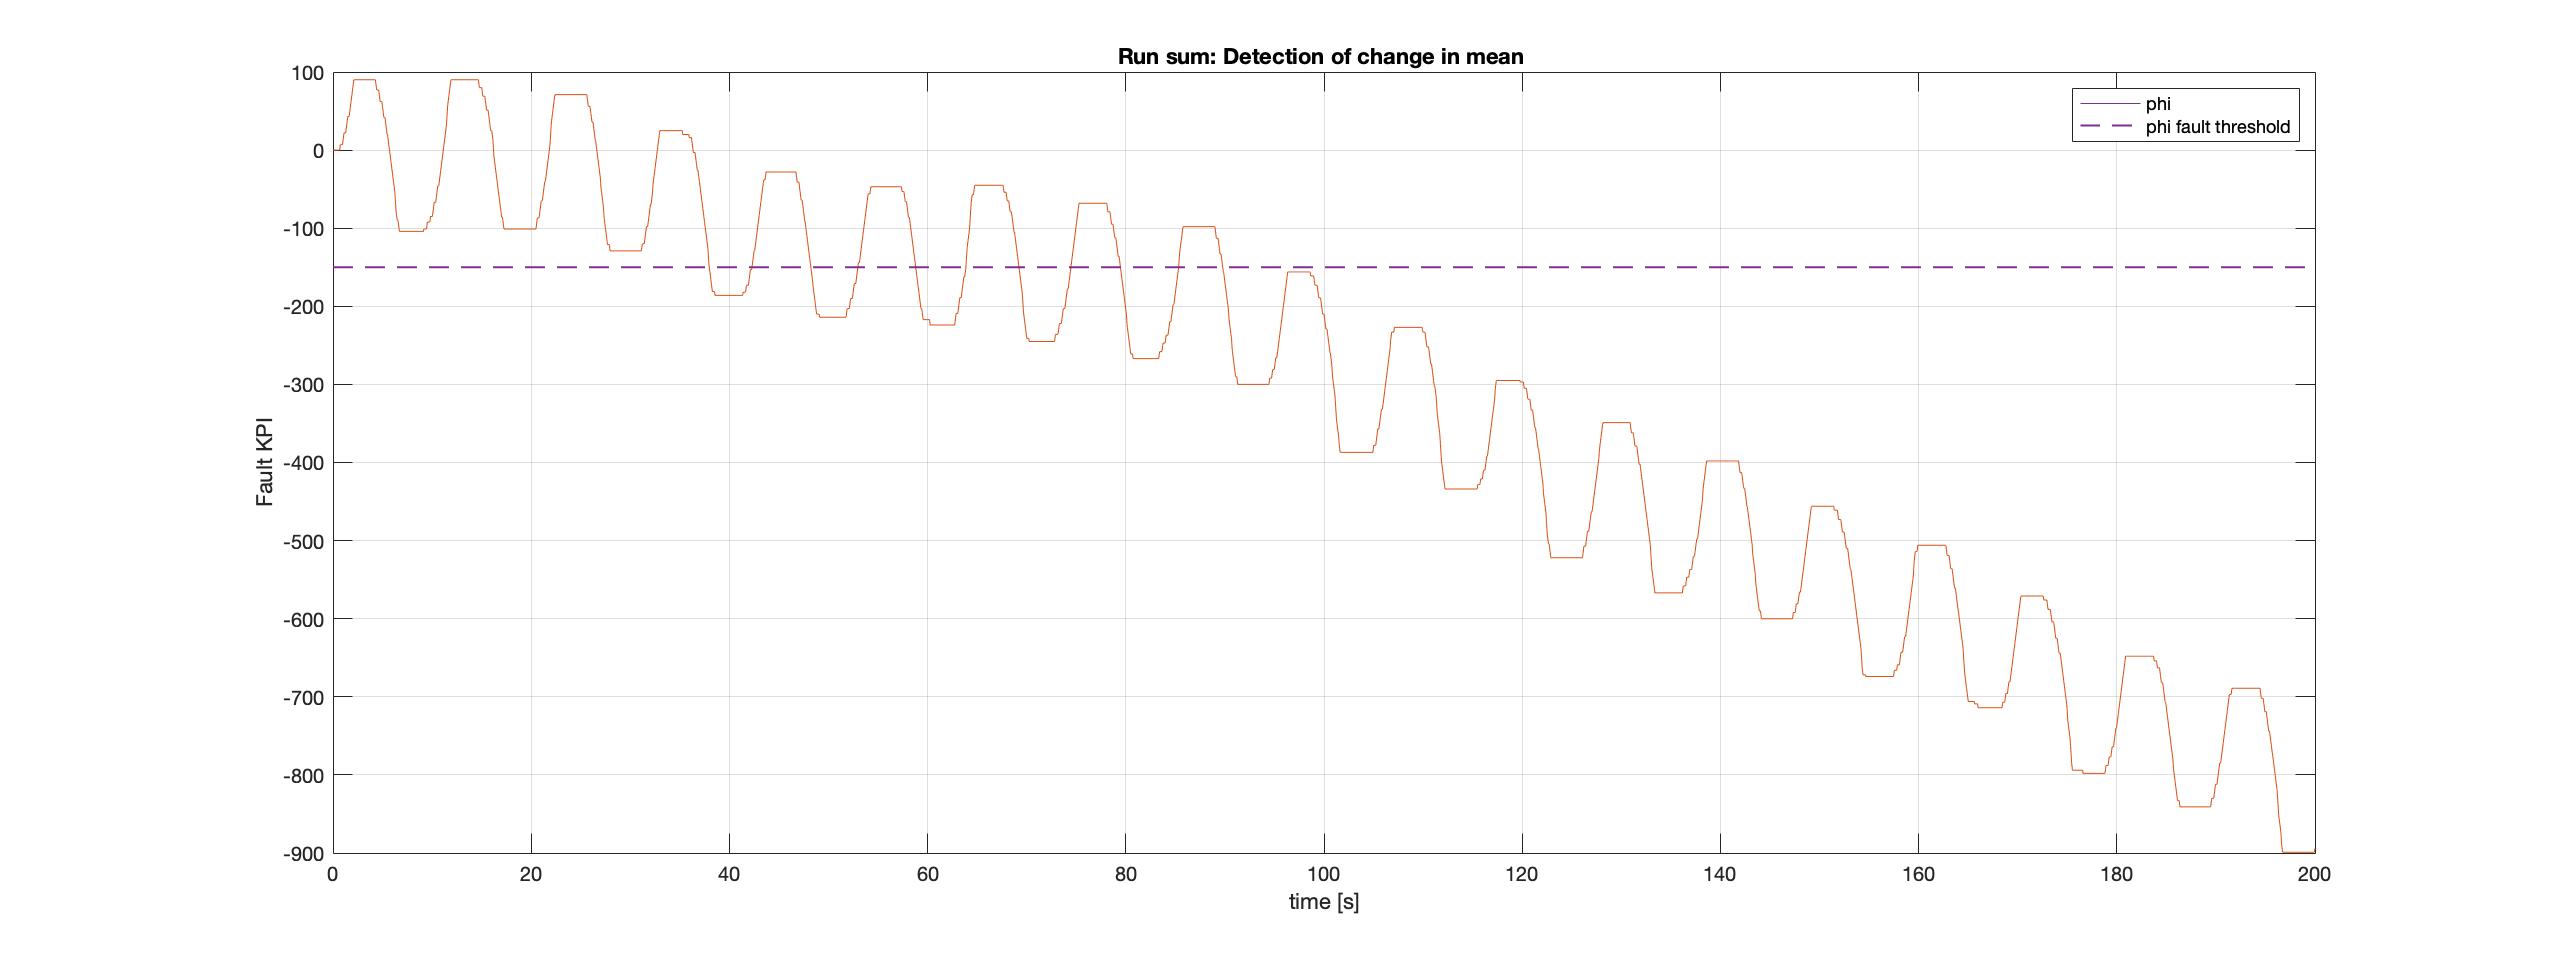 Run sum: Detection of change in mean
phi
phi fault threshold
100
0
-100
-200
-300
-400
-500
-600
-700
-800
-900
Fault KPI
0 20 40 60 80 100 120 140 160 180 200
time [s]